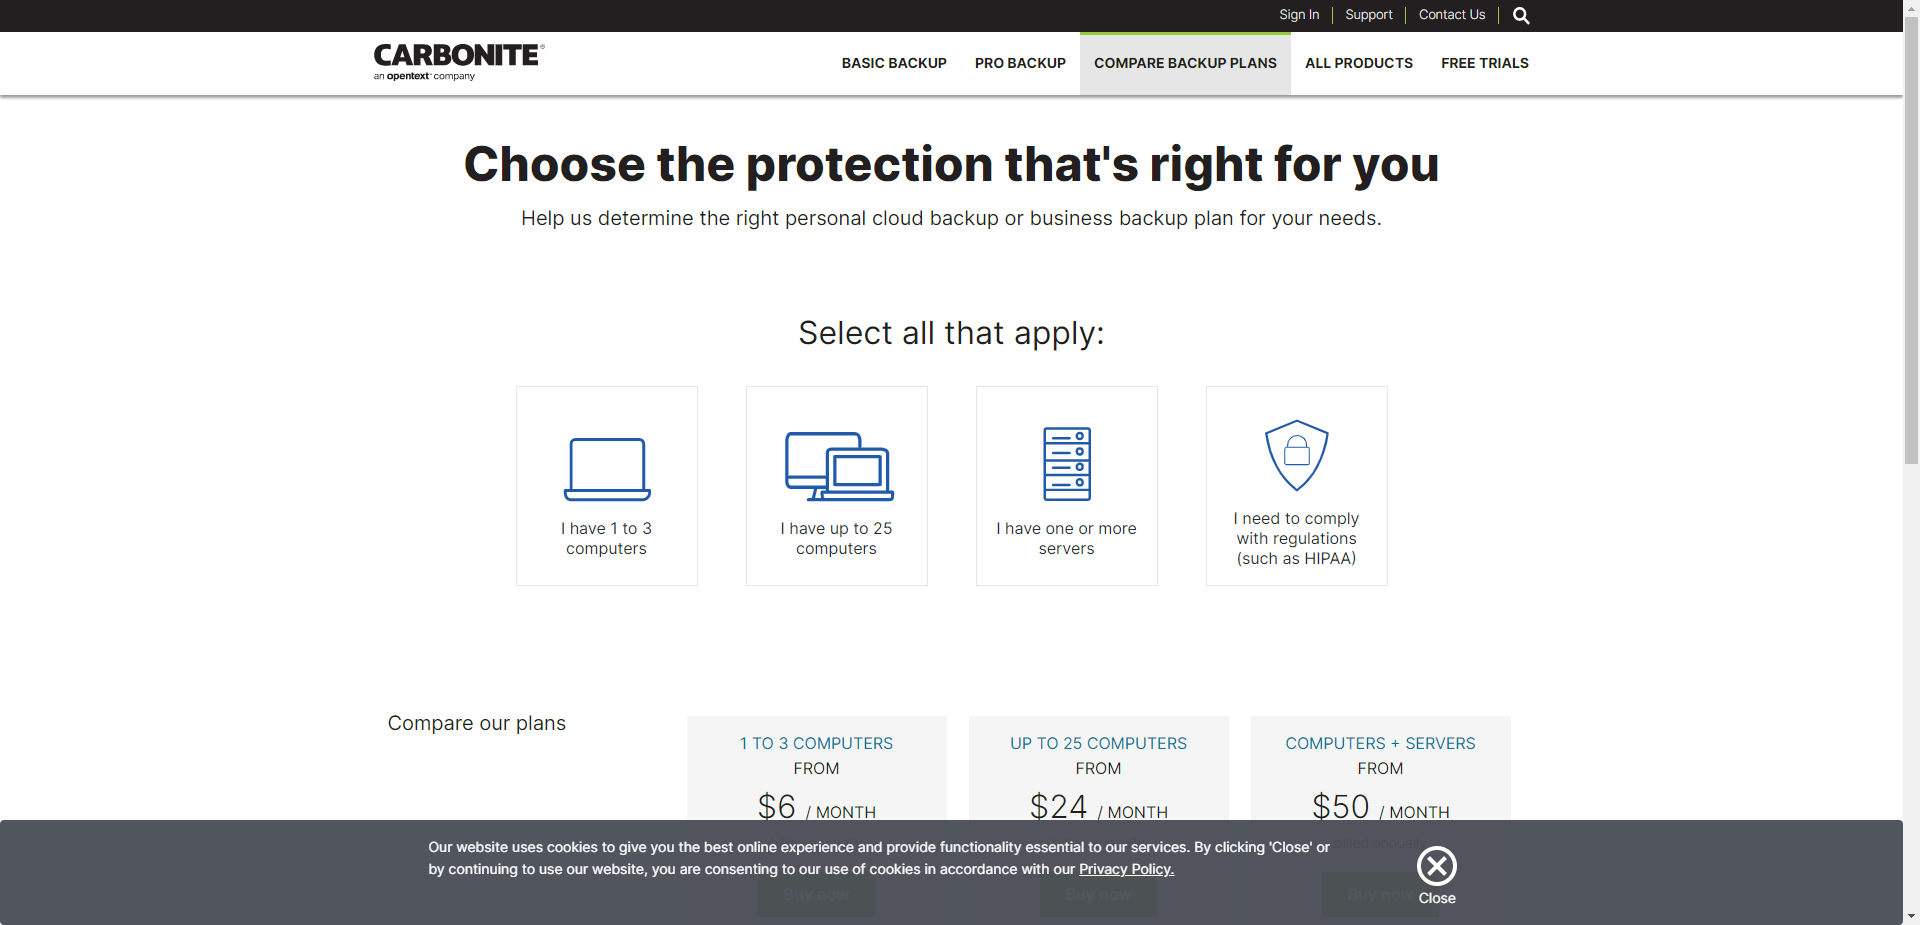 Sign In
Support
Contact Us
CARBONITE®
an opentext™ company
BASIC BACKUP
PRO BACKUP
COMPARE BACKUP PLANS
ALL PRODUCTS
FREE TRIALS
Choose the protection that's right for you
Help us determine the right personal cloud backup or business backup plan for your needs.
Select all that apply:
I have 1 to 3
computers
I have up to 25
computers
I have one or more
servers
I need to comply
with regulations
(such as HIPAA)
Compare our plans
1 TO 3 COMPUTERS
FROM
$6 / MONTH
UP TO 25 COMPUTERS
FROM
$24 / MONTH
COMPUTERS + SERVERS
FROM
$50 / MONTH
Our website uses cookies to give you the best online experience and provide functionality essential to our services. By clicking 'Close' or
by continuing to use our website, you are consenting to our use of cookies in accordance with our Privacy Policy.
Close
Buy now
Buy now
Buy now